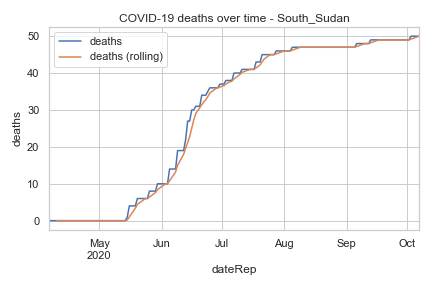 COVID-19 deaths over time - South_Sudan
deaths
deaths (rolling)
deaths
50
40
30
20
10
0
May
2020
Jun
Jul
Aug
Sep
Oct
dateRep